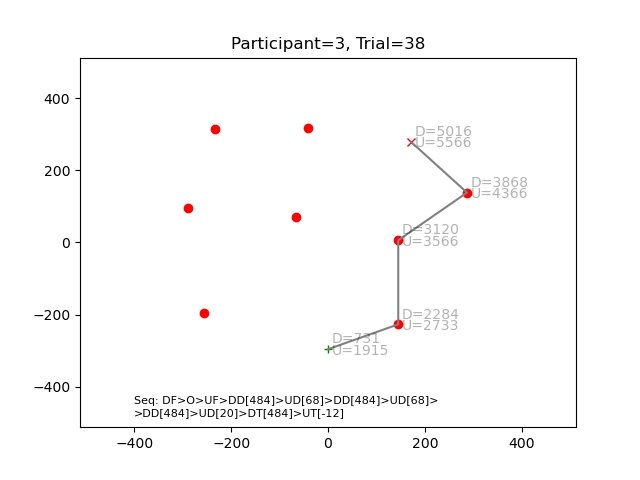 Participant=3, Trial=38
400
200
0
−200
−400
D=5016
U=5566
D=3868
U=4366
D=3120
U=3566
D=2284
U=2733
D=731
U=1915
Seq: DF>O>UF>DD[484]>UD[68]>DD[484]>UD[68]>
>DD[484]>UD[20]>DT[484]>UT[-12]
−400 −200 0 200 400